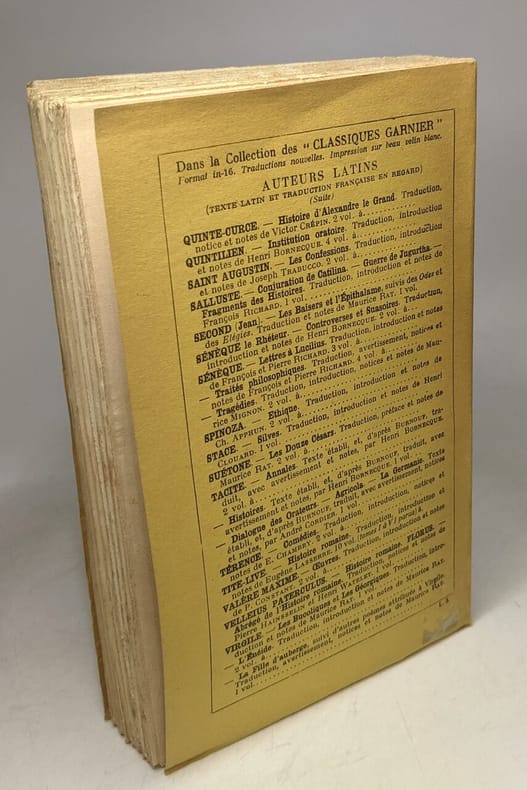 Dans la Collection des "CLASSIQUES GARNIER"
Format in-16. Traductions nouvelles. Impression sur beau velin blanc.
AUTEURS LATINS
(TEXTE LATIN ET TRADUCTION FRANÇAISE EN REGARD)
(Suite)
QUINTE-CURCE. — Histoire d'Alexandre le Grand. Traduction,
notice et notes de Victor CRÉPIN. 2 vol. à
QUINTILIEN. — Institution oratoire. Traduction, introduction
et notes de Henri BORNECQUE. 4 vol. à
SAINT AUGUSTIN. — Les Confessions. Traduction, introduction
et notes de Joseph TRABUCCO. 2 vol. à
SALLUSTE. — Conjuration de Catilina. — Guerre de Jugurtha. —
Fragments des Histoires. Traduction, introduction et notes de
François RICHARD. 1 vol.
SECOND (Jean). — Les Baisers et l'Épithalame, suivis des Odes et
des Elégies. Traduction et notes de Maurice RAT. 1 vol.
SÉNÈQUE le Rhéteur. — Controverses et Suasoires. Traduction,
introduction et notes de Henri BORNECQUE. 2 vol. à
SÉNÈQUE. — Lettres à Lucilius. Traduction, introduction et notes
de François et Pierre RICHARD. 3 vol. à
— Traités philosophiques. Traduction, avertissement, notices et
notes de François et Pierre RICHARD. 4 vol. à
— Tragédies. Traduction, introduction, notices et notes de Mau-
rice MIGNON. 2 vol. à
SPINOZA. — Ethique. Traduction, introduction et notes de
Ch. APPHUN. 2 vol. à
STACE. — Silves. Traduction, introduction et notes de Henri
CLOUARD. 1 vol.
SUÉTONE. — Les Douze Césars. Traduction, préface et notes de
Maurice RAT. 2 vol. à
TACITE. — Annales. Texte établi, et, d'après BURNOUF, tra-
duit, avec avertissement et notes, par Henri BORNECQUE.
2 vol. à
— Histoires. Texte établi, et, d'après BURNOUF, traduit, avec
avertissement et notes, par Henri BORNECQUE. 1 vol.
— Dialogue des Orateurs. — Agricola. — La Germanie. Texte
établi, et, d'après BURNOUF, traduit, avec avertissement, notices
et notes, par André CORDIER. 1 vol.
TÉRENCE. — Comédies. Traduction, introduction, notices et
notes de E. CHAMBRY. 2 vol. à
TITE-LIVE. — Histoire romaine. Traduction, introduction et
notes de Eugène LASSERRE. 1 vol. (tomes I à V parus) à
VALÈRE MAXIME. — Œuvres. Traduction, introduction et notes
de P. CONSTANT. 2 vol. à
VELLEIUS PATERCULUS. — Histoire romaine. FLORUS. —
Abrégé de l'Histoire romaine. Traduction, notices et notes de
Pierre HAINSSELIN et Henri WATELET. 1 vol.
VIRGILE. — Les Bucoliques et Les Géorgiques. Traduction, intro-
duction et notes de Maurice RAT. 1 vol.
— L'Énéide. Traduction, introduction et notes de Maurice RAT.
2 vol. à
— La Fille d'auberge, suivi d'autres poèmes attribués à Virgile.
Traduction, avertissement, notices et notes de Maurice RAT.
1 vol.